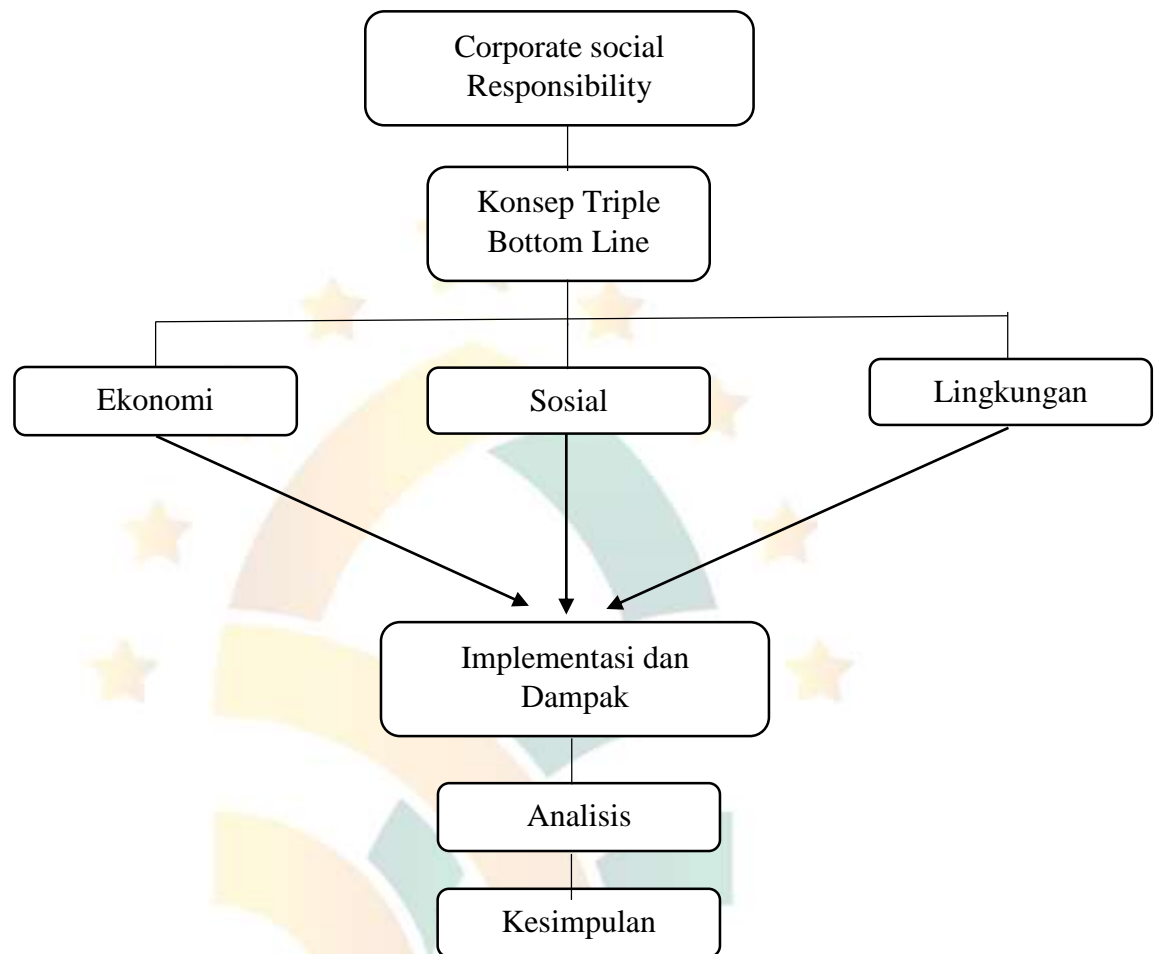 Corporate social
Responsibility
Konsep Triple
Bottom Line
Ekonomi
Sosial
Lingkungan
Implementasi dan
Dampak
Analisis
Kesimpulan